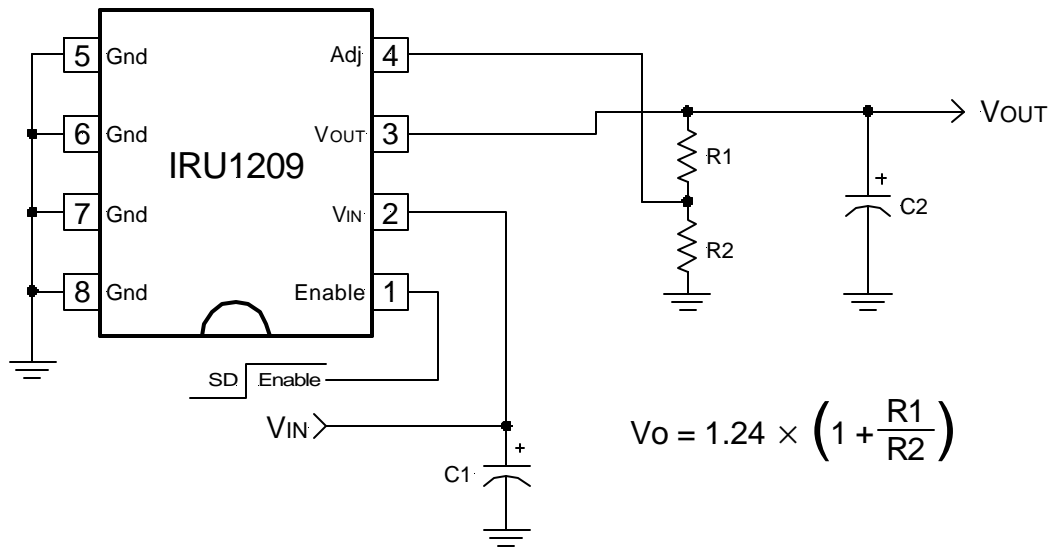 5 Gnd Adj 4
6 Gnd VOUT 3 VOUT
IRU1209 R1
7 Gnd VIN 2 + C2
R2
8 Gnd Enable 1
SD Enable
VIN
+
C1
Vo = 1.24 × (1 + R1/R2)